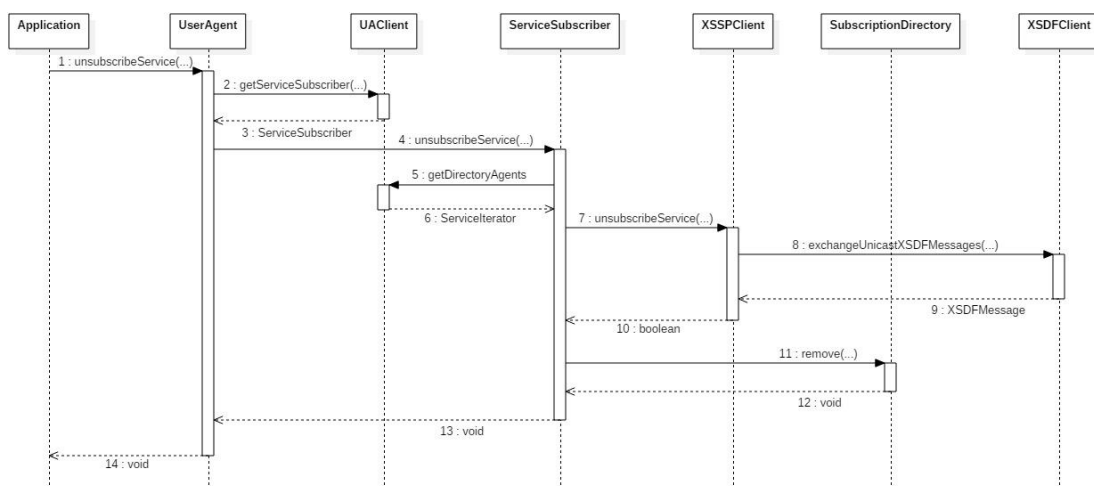 Application UserAgent UAClient ServiceSubscriber XSSPClient SubscriptionDirectory XSDFClient
1 : unsubscribeService(...)
2 : getServiceSubscriber(...)
3 : ServiceSubscriber
4 : unsubscribeService(...)
5 : getDirectoryAgents
6 : ServiceIterator
7 : unsubscribeService(...)
8 : exchangeUnicastXSDFMessages(...)
9 : XSDFMessage
10 : boolean
11 : remove(...)
12 : void
13 : void
14 : void